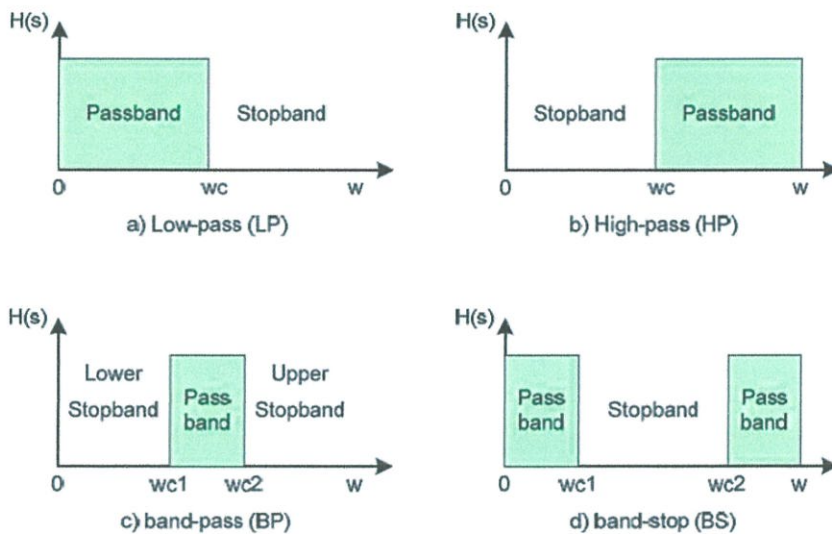 H(s)
Passband
Stopband
0
wc
w
a) Low-pass (LP)
H(s)
Stopband
Passband
0
wc
w
b) High-pass (HP)
H(s)
Lower
Stopband
Pass
band
Upper
Stopband
0
wc1
wc2
w
c) band-pass (BP)
H(s)
Pass
band
Stopband
Pass
band
0
wc1
wc2
w
d) band-stop (BS)